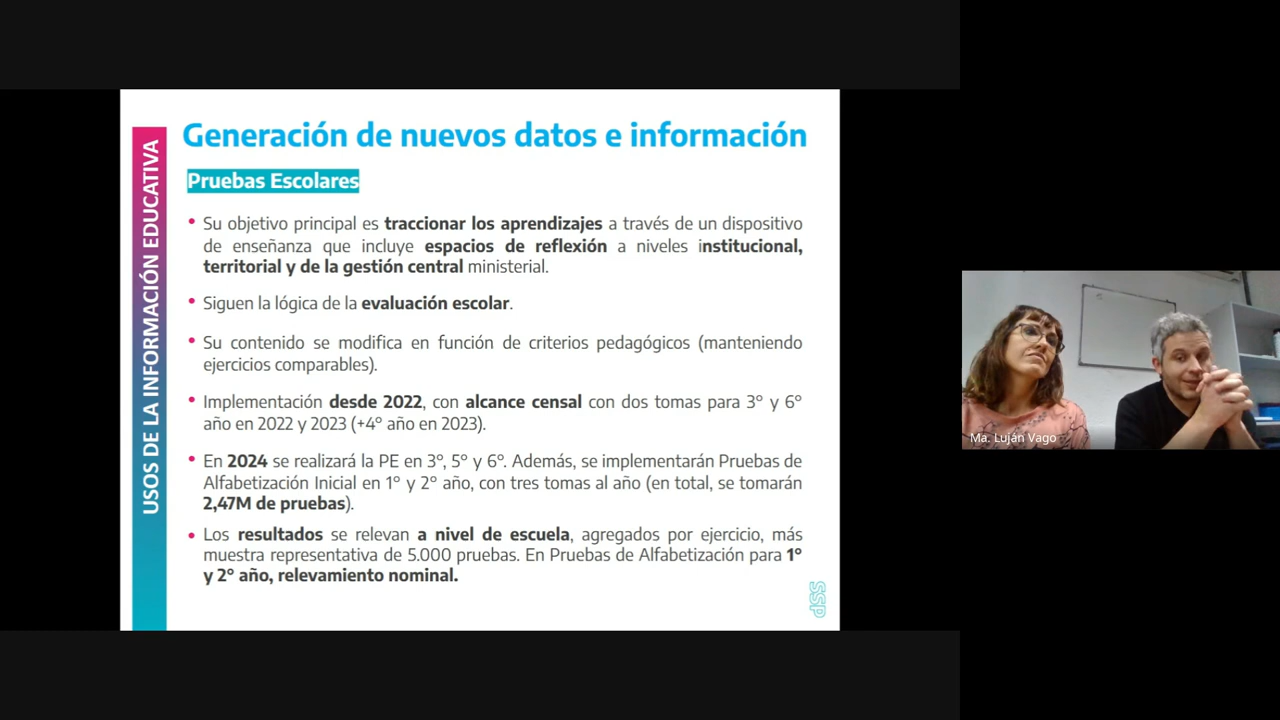 USOS DE LA INFORMACIÓN EDUCATIVA
Generación de nuevos datos e información
Pruebas Escolares
• Su objetivo principal es traccionar los aprendizajes a través de un dispositivo
de enseñanza que incluye espacios de reflexión a niveles institucional,
territorial y de la gestión central ministerial.
• Siguen la lógica de la evaluación escolar.
• Su contenido se modifica en función de criterios pedagógicos (manteniendo
ejercicios comparables).
• Implementación desde 2022, con alcance censal con dos tomas para 3° y 6°
año en 2022 y 2023 (+4° año en 2023).
• En 2024 se realizará la PE en 3°, 5° y 6°. Además, se implementarán Pruebas de
Alfabetización Inicial en 1° y 2° año, con tres tomas al año (en total, se tomarán
2,47M de pruebas).
• Los resultados se relevan a nivel de escuela, agregados por ejercicio, más
muestra representativa de 5.000 pruebas. En Pruebas de Alfabetización para 1°
y 2° año, relevamiento nominal.
SSP
Ma. Luján Vago